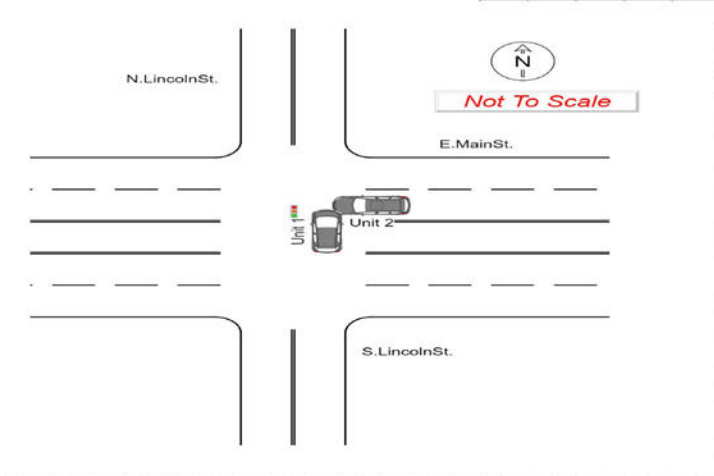 N.LincolnSt.
N
Not To Scale
E.MainSt.
Unit 1
Unit 2
S.LincolnSt.